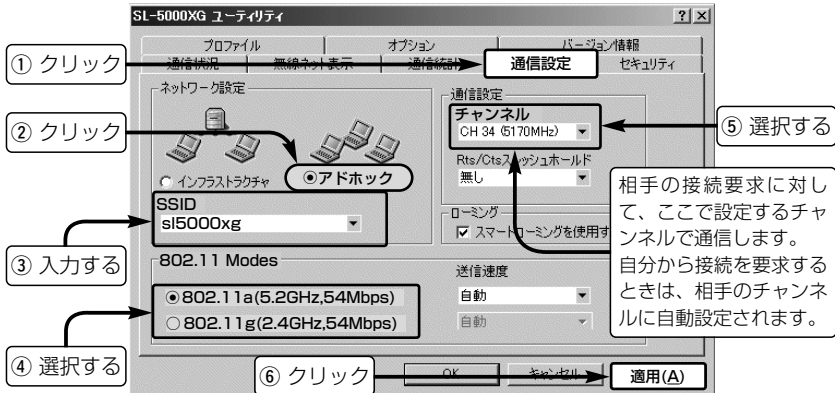 SL-5000XG ユーティリティ
プロファイル オプション バージョン情報
通信状況 無線ネット表示 通信統計 通信設定 セキュリティ
① クリック
ネットワーク設定
② クリック
インフラストラクチャ
アドホック
SSID
sl5000xg
③ 入力する
802.11 Modes
802.11a(5.2GHz,54Mbps)
802.11g(2.4GHz,54Mbps)
④ 選択する
通信設定
チャンネル
CH 34 (5170MHz)
⑤ 選択する
Rts/Ctsスレッシュホールド
無し
ローミング
スマートローミングを使用す
送信速度
自動
自動
相手の接続要求に対し
て、ここで設定するチャ
ンネルで通信します。
自分から接続を要求する
ときは、相手のチャンネ
ルに自動設定されます。
⑥ クリック
OK キャンセル 適用(A)